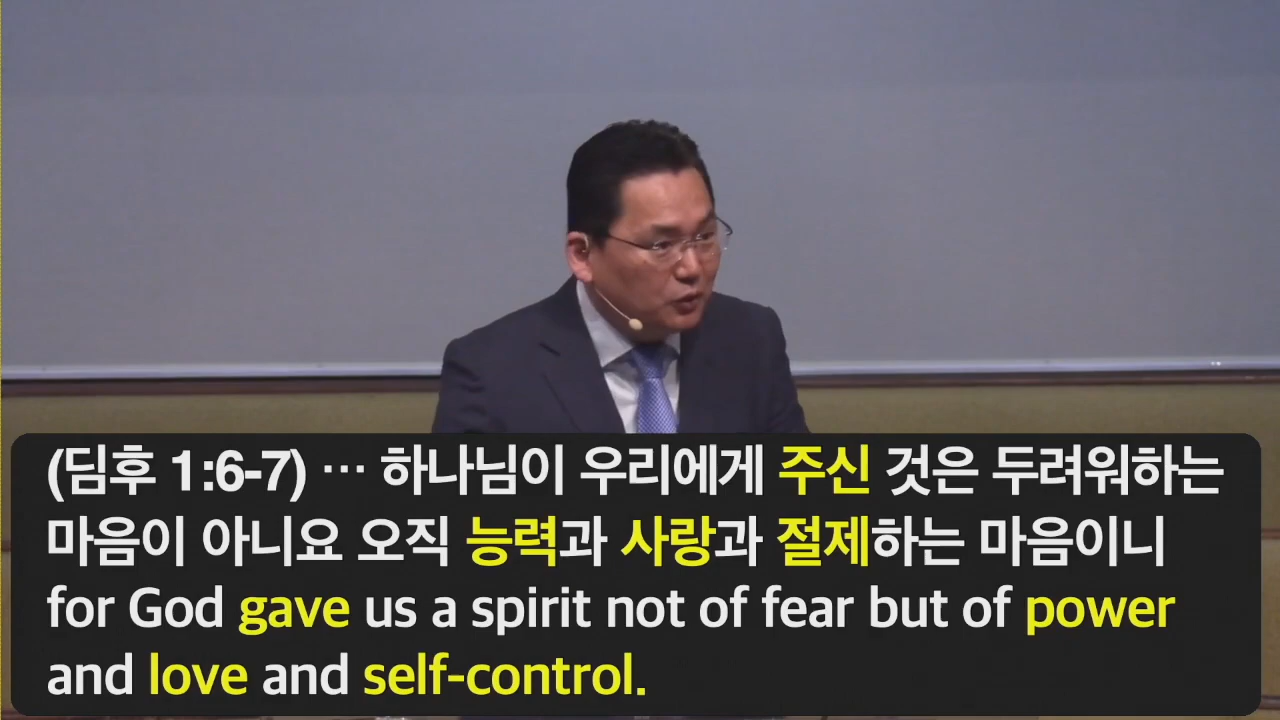 (딤후 1:6-7) … 하나님이 우리에게 주신 것은 두려워하는
마음이 아니요 오직 능력과 사랑과 절제하는 마음이니
for God gave us a spirit not of fear but of power
and love and self-control.